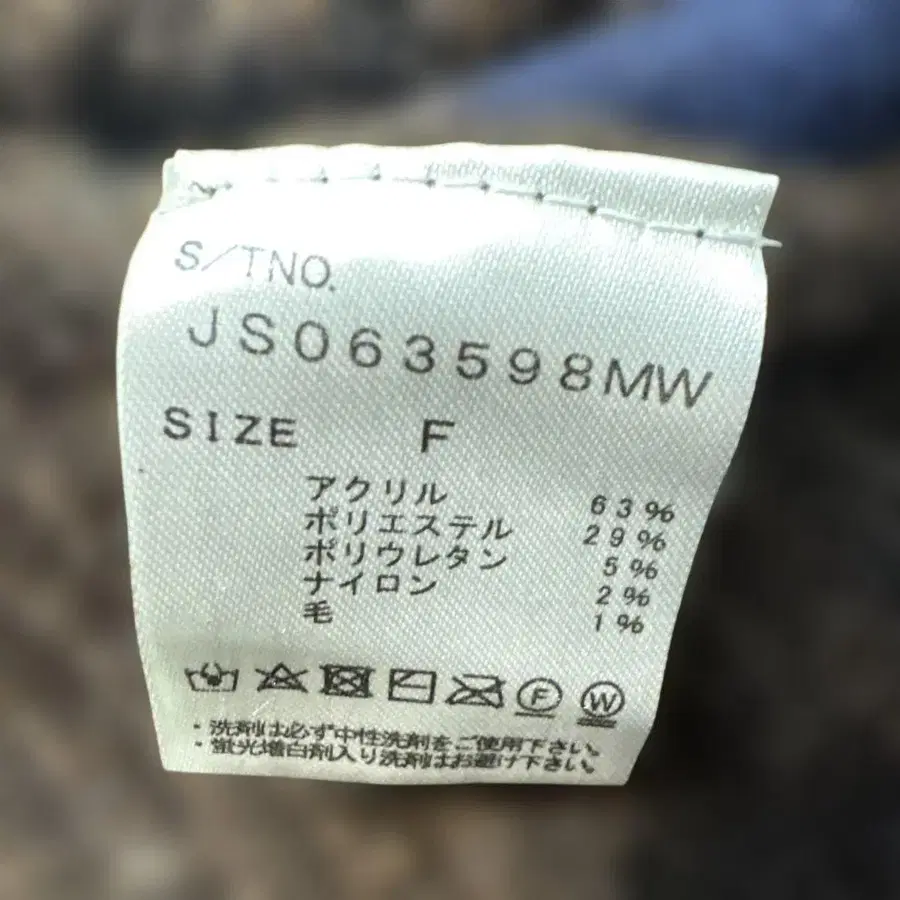 S/TNO.
JS063598MW
SIZE F
アクリル 63%
ポリエステル 29%
ポリウレタン 5%
ナイロン 2%
毛 1%
F W
・洗剤は必ず中性洗剤をご使用下さい。
・蛍光増白剤入り洗剤はお避け下さい。